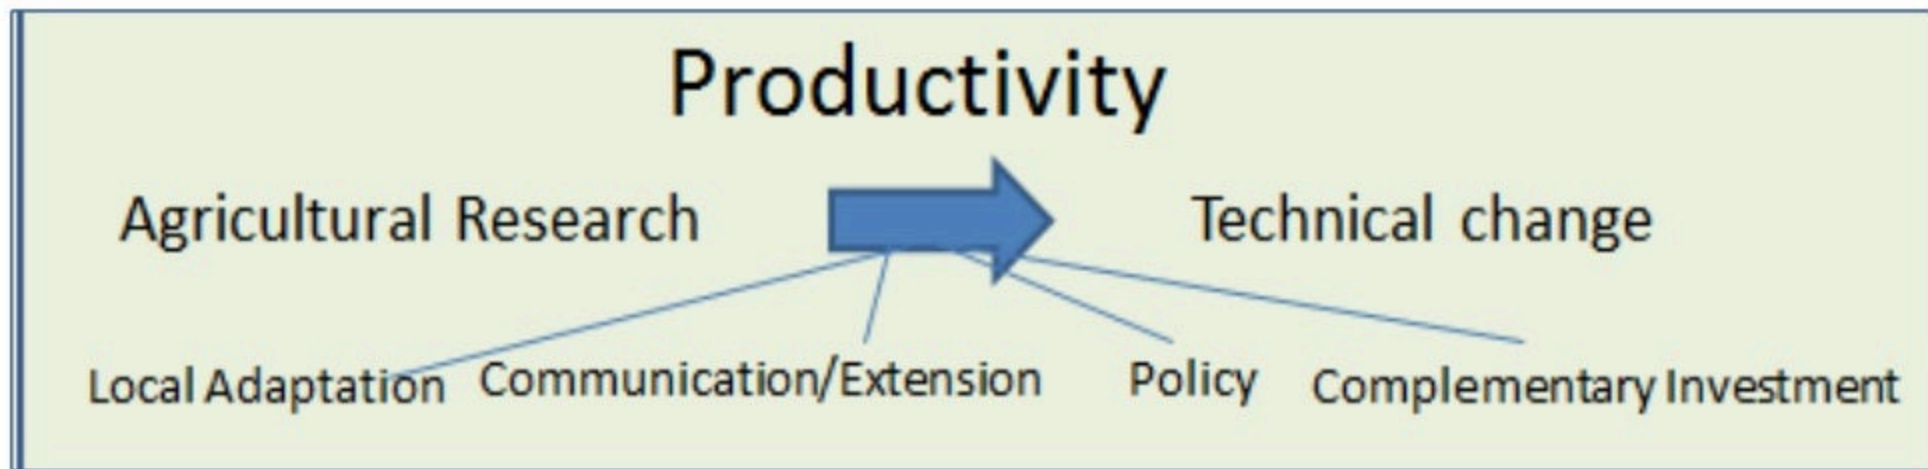 Productivity
Agricultural Research Technical change
Local Adaptation Communication/Extension Policy Complementary Investment